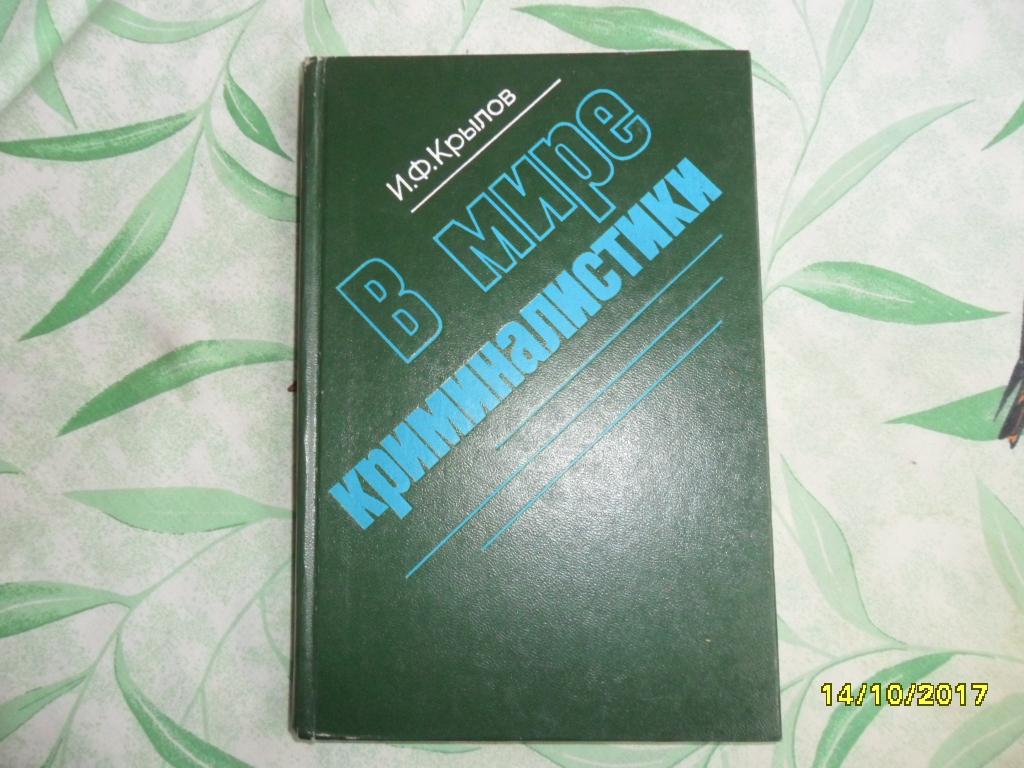 И.Ф.Крылов
В мире
криминалистики
14/10/2017